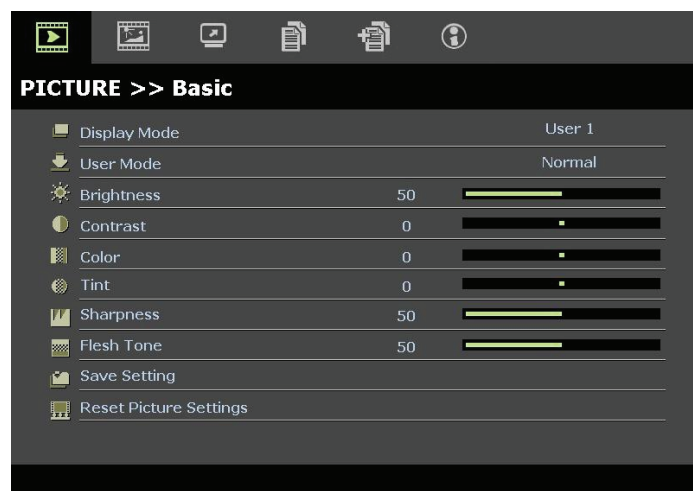 PICTURE >> Basic
Display Mode User 1
User Mode Normal
Brightness 50
Contrast 0
Color 0
Tint 0
Sharpness 50
Flesh Tone 50
Save Setting
Reset Picture Settings